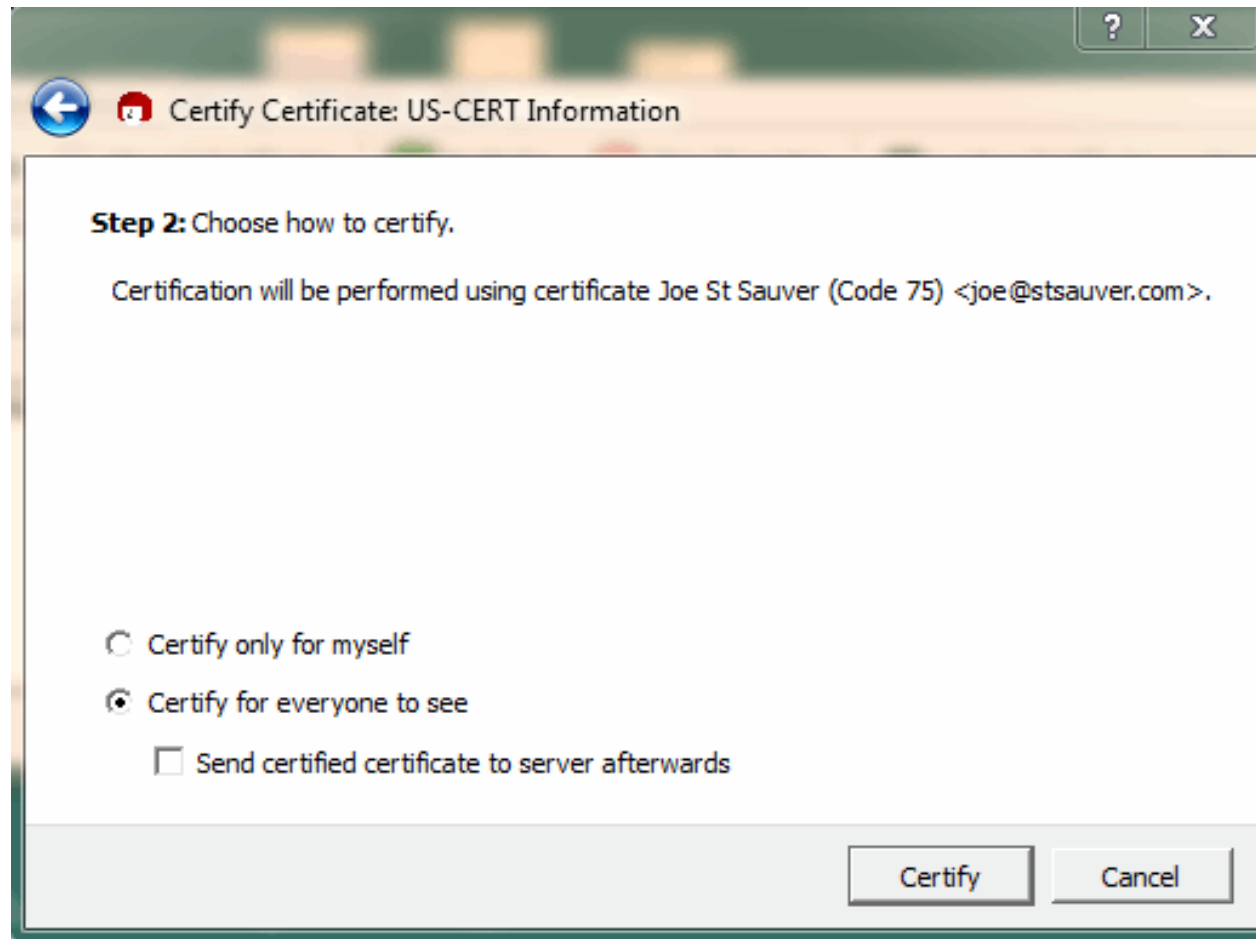 ? X
Certify Certificate: US-CERT Information
Step 2: Choose how to certify.
Certification will be performed using certificate Joe St Sauver (Code 75) <joe@stsauver.com>.
Certify only for myself
Certify for everyone to see
Send certified certificate to server afterwards
Certify Cancel